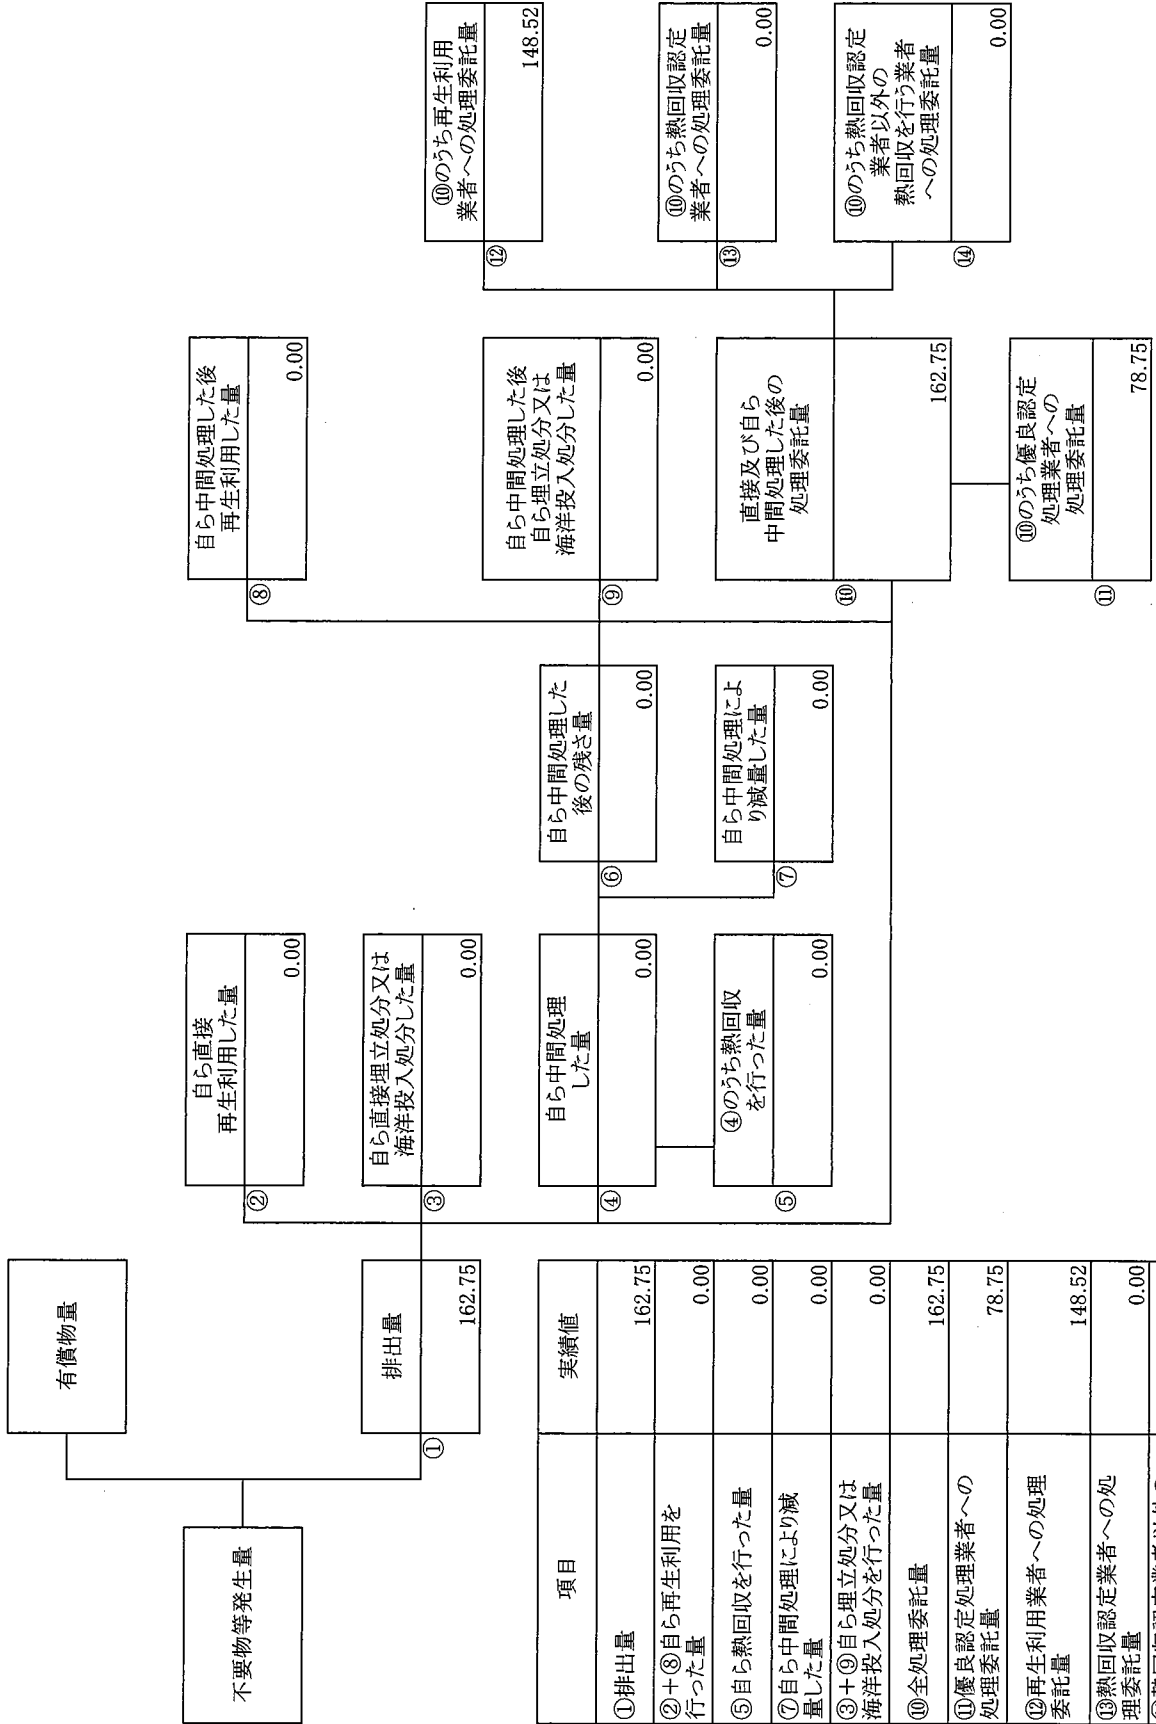 不要物等発生量
有償物量
排出量
①
162.75
自ら直接
再生利用した量
②
0.00
自ら直接埋立処分又は
海洋投入処分した量
③
0.00
自ら中間処理
した量
④
0.00
④のうち熱回収
を行った量
⑤
0.00
自ら中間処理した
後の残さ量
⑥
0.00
自ら中間処理によ
り減量した量
⑦
0.00
自ら中間処理した後
再生利用した量
⑧
0.00
自ら中間処理した後
自ら埋立処分又は
海洋投入処分した量
⑨
0.00
直接及び自ら
中間処理した後の
処理委託量
⑩
162.75
⑩のうち優良認定
処理業者への
処理委託量
⑪
78.75
⑩のうち再生利用
業者への処理委託量
⑫
148.52
⑩のうち熱回収認定
業者への処理委託量
⑬
0.00
⑩のうち熱回収認定
業者以外の
熱回収を行う業者
への処理委託量
⑭
0.00
項目 実績値
①排出量 162.75
②+⑧自ら再生利用を
行った量 0.00
⑤自ら熱回収を行った量 0.00
⑦自ら中間処理により減
量した量 0.00
③+⑨自ら埋立処分又は
海洋投入処分を行った量 0.00
⑩全処理委託量 162.75
⑪優良認定処理業者への
処理委託量 78.75
⑫再生利用業者への処理
委託量 148.52
⑬熱回収認定業者への処
理委託量 0.00